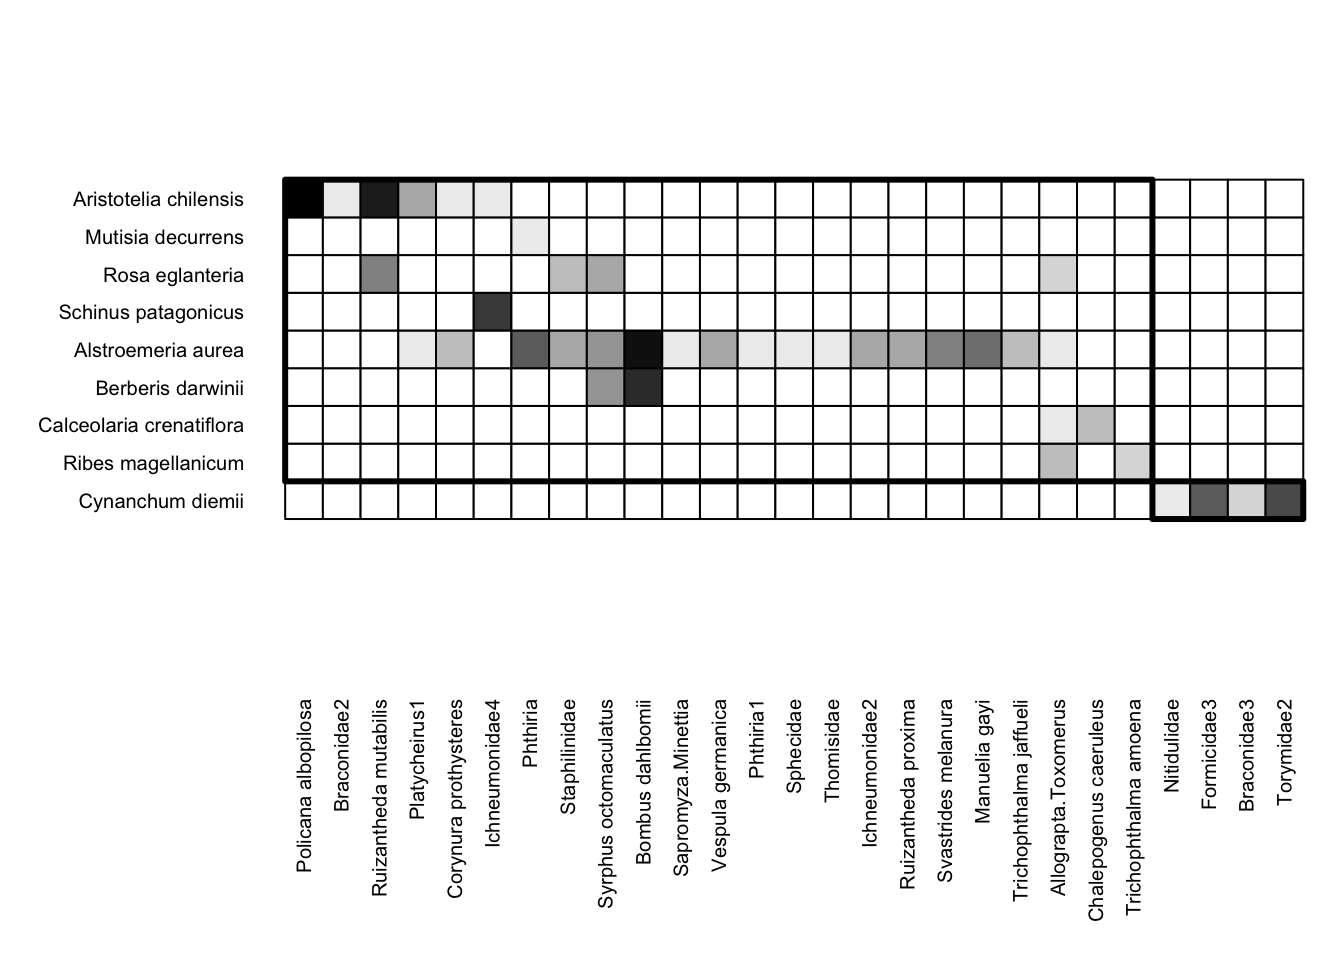 Aristotelia chilensis
Mutisia decurrens
Rosa eglanteria
Schinus patagonicus
Alstroemeria aurea
Berberis darwinii
Calceolaria crenatiflora
Ribes magellanicum
Cynanchum diemii
Policana albopilosa
Braconidae2
Ruizantheda mutabilis
Platycheirus1
Corynura prothysteres
Ichneumonidae4
Phthiria
Staphilinidae
Syrphus octomaculatus
Bombus dahlbomii
Sapromyza.Minettia
Vespula germanica
Phthiria1
Sphecidae
Thomisidae
Ichneumonidae2
Ruizantheda proxima
Svastrides melanura
Manuelia gayi
Trichophthalma jaffueli
Allograpta.Toxomerus
Chalepogenus caeruleus
Trichophthalma amoena
Nitidulidae
Formicidae3
Braconidae3
Torymidae2